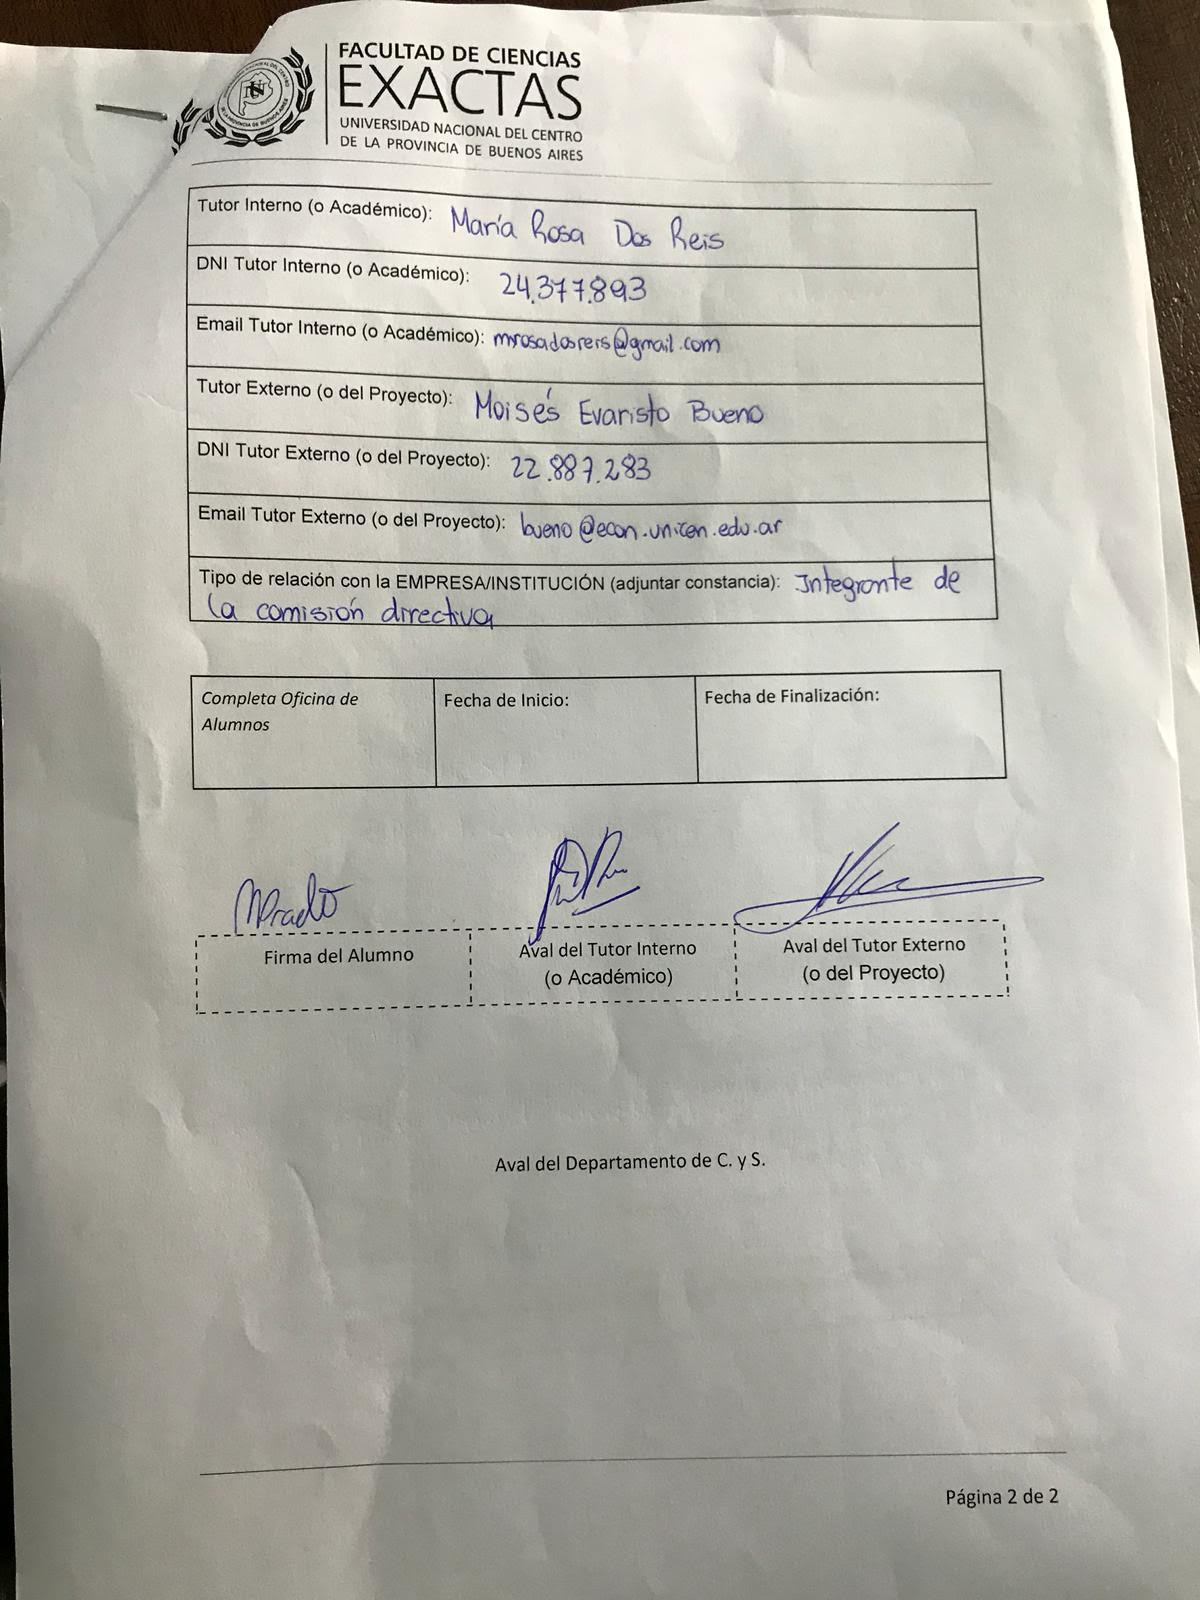 FACULTAD DE CIENCIAS
EXACTAS
UNIVERSIDAD NACIONAL DEL CENTRO
DE LA PROVINCIA DE BUENOS AIRES
Tutor Interno (o Académico): María Rosa Dos Reis
DNI Tutor Interno (o Académico): 24.377.893
Email Tutor Interno (o Académico): mrosadosreis@gmail.com
Tutor Externo (o del Proyecto): Moisés Evaristo Bueno
DNI Tutor Externo (o del Proyecto): 22.887.283
Email Tutor Externo (o del Proyecto): bueno@econ.unicen.edu.ar
Tipo de relación con la EMPRESA/INSTITUCIÓN (adjuntar constancia): Integrante de
la comisión directiva
Completa Oficina de
Alumnos
Fecha de Inicio:
Fecha de Finalización:
MPrado
Firma del Alumno
Aval del Tutor Interno
(o Académico)
Aval del Tutor Externo
(o del Proyecto)
Aval del Departamento de C. y S.
Página 2 de 2